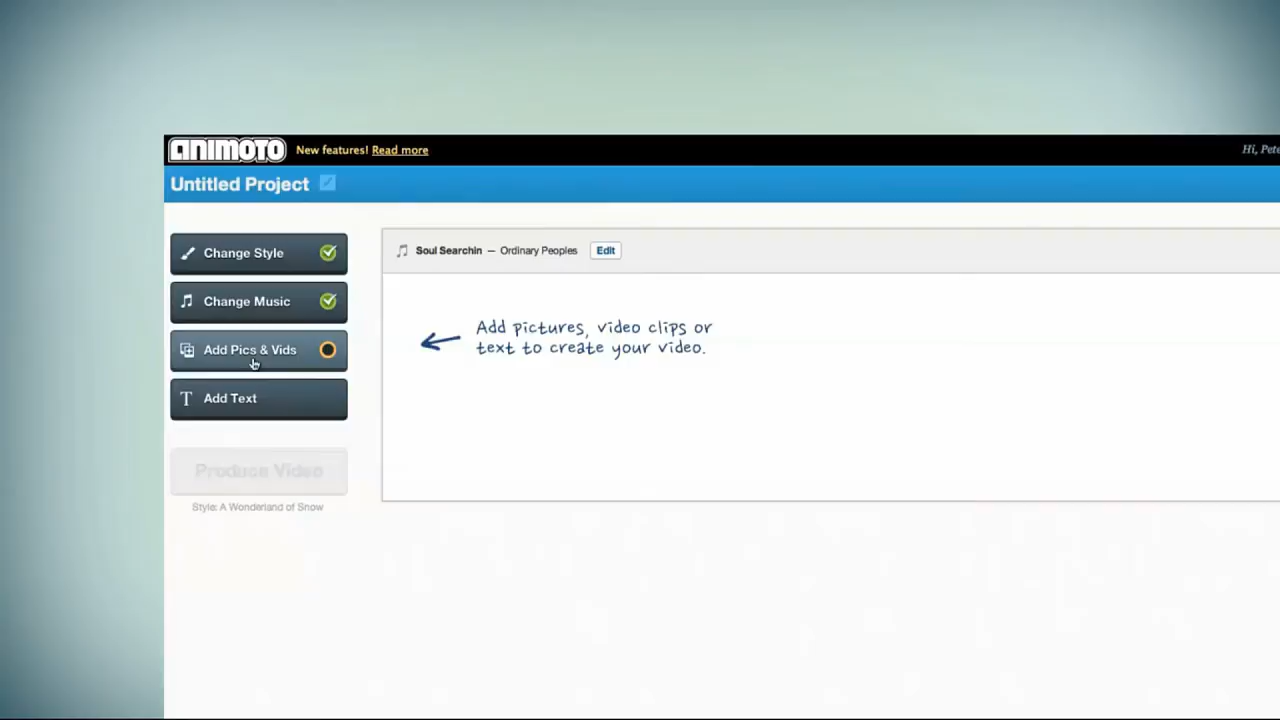 ANIMOTO New features! Read more Hi, Pete
Untitled Project
Change Style
Change Music
Add Pics & Vids
Add Text
Produce Video
Style: A Wonderland of Snow
Soul Searchin — Ordinary Peoples Edit
Add pictures, video clips or
text to create your video.